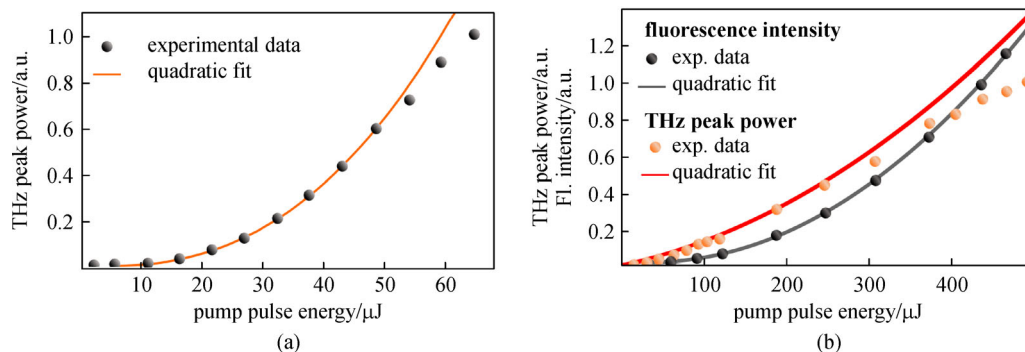 (a)
experimental data
quadratic fit
THz peak power/a.u.
1.0
0.8
0.6
0.4
0.2
10 20 30 40 50 60
pump pulse energy/μJ
(a)
(b)
fluorescence intensity
exp. data
quadratic fit
THz peak power
exp. data
quadratic fit
THz peak power/a.u.
Fl. intensity/a.u.
1.2
1.0
0.8
0.6
0.4
0.2
100 200 300 400
pump pulse energy/μJ
(b)